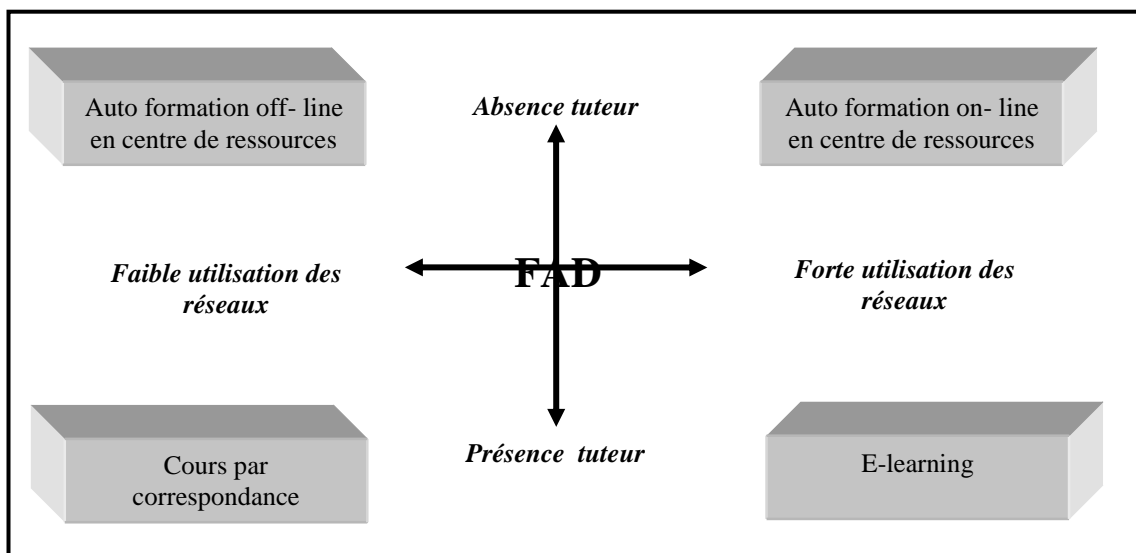 Auto formation off- line
en centre de ressources
Absence tuteur
Auto formation on- line
en centre de ressources
Faible utilisation des
réseaux
FAD
Forte utilisation des
réseaux
Cours par
correspondance
Présence tuteur
E-learning